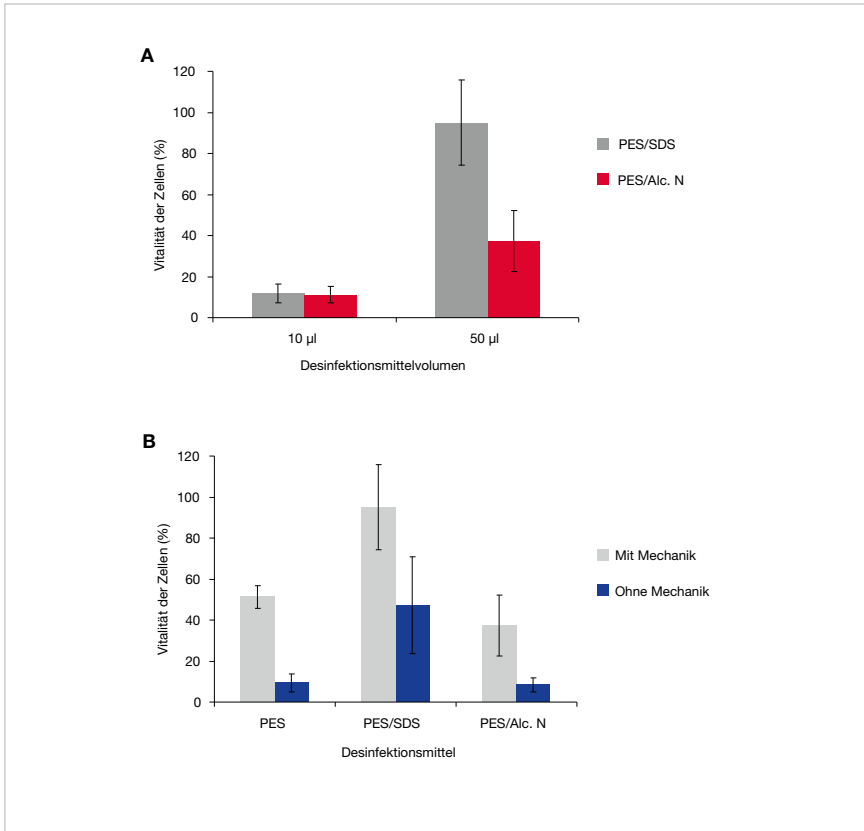 A
120
100
80
60
40
20
0
Vitalität der Zellen (%)
10 µl
50 µl
Desinfektionsmittelvolumen
PES/SDS
PES/Alc. N
B
120
100
80
60
40
20
0
Vitalität der Zellen (%)
PES
PES/SDS
PES/Alc. N
Desinfektionsmittel
Mit Mechanik
Ohne Mechanik